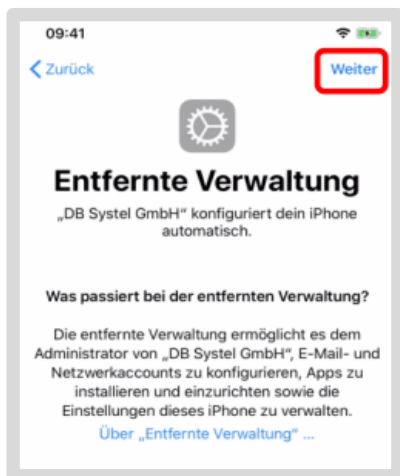 09:41
Zurück
Weiter
Entfernte Verwaltung
„DB Systel GmbH“ konfiguriert dein iPhone
automatisch.
Was passiert bei der entfernten Verwaltung?
Die entfernte Verwaltung ermöglicht es dem
Administrator von „DB Systel GmbH“, E-Mail- und
Netzwerkaccounts zu konfigurieren, Apps zu
installieren und einzurichten sowie die
Einstellungen dieses iPhone zu verwalten.
Über „Entfernte Verwaltung“ ...